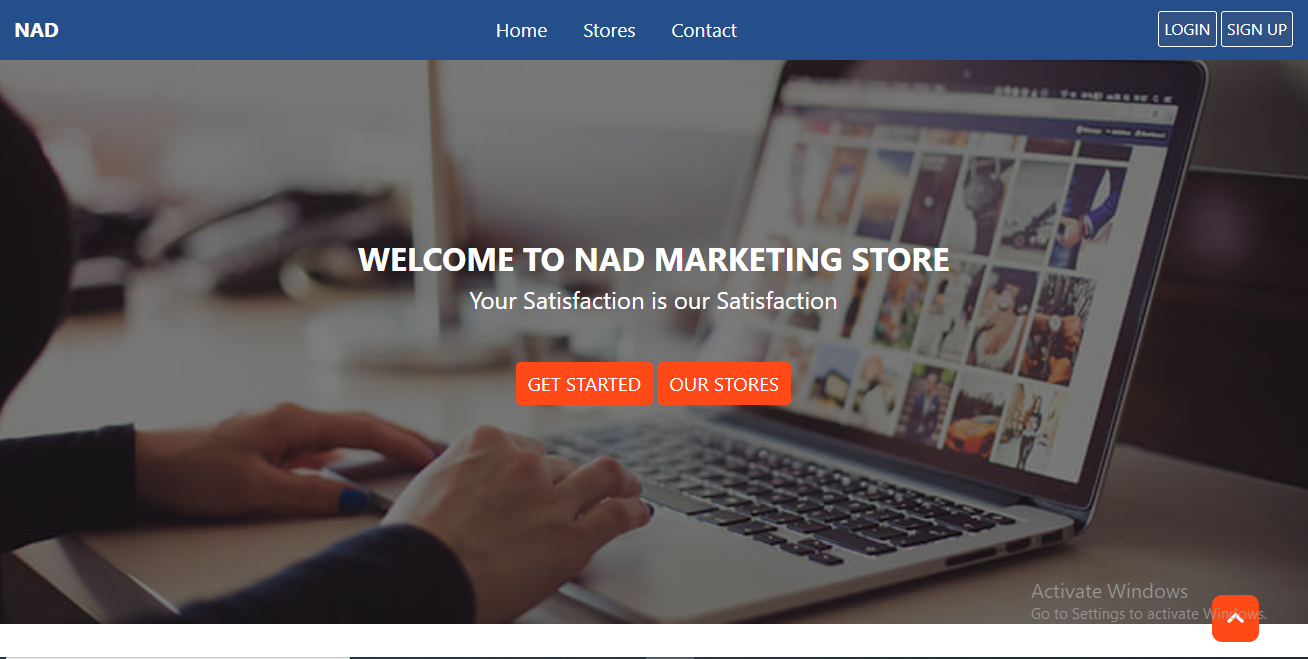 NAD
Home Stores Contact
LOGIN SIGN UP
WELCOME TO NAD MARKETING STORE
Your Satisfaction is our Satisfaction
GET STARTED OUR STORES
Activate Windows
Go to Settings to activate Windows.